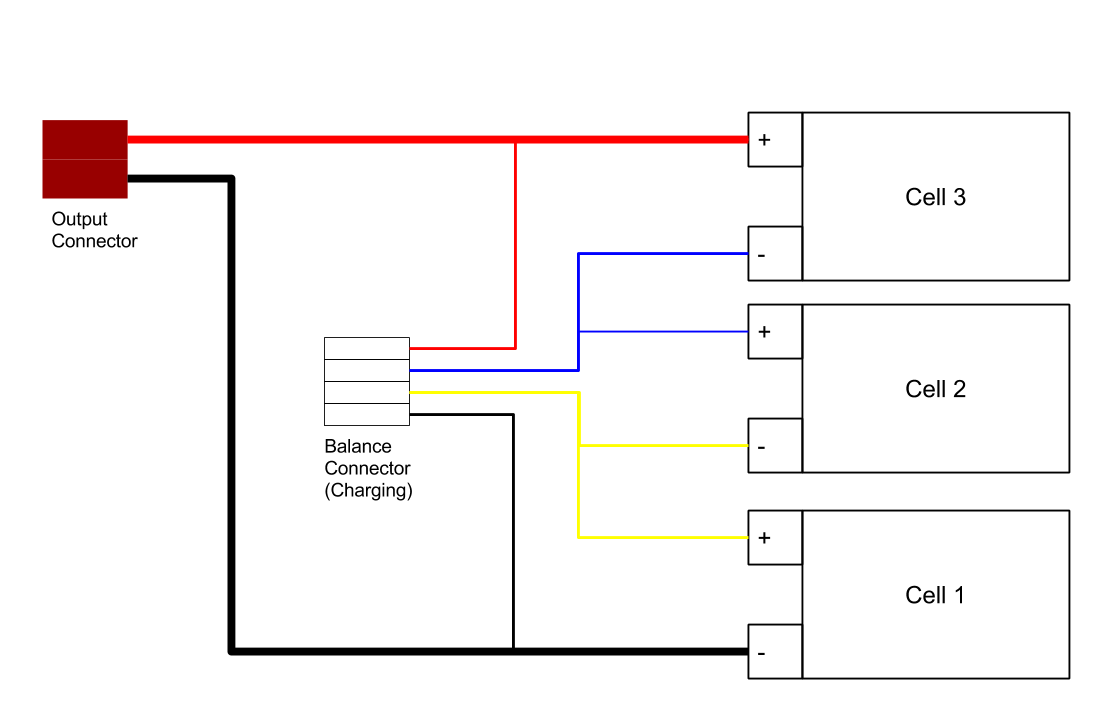 Output
Connector
+
Cell 3
-
+
Cell 2
-
Balance
Connector
(Charging)
+
Cell 1
-